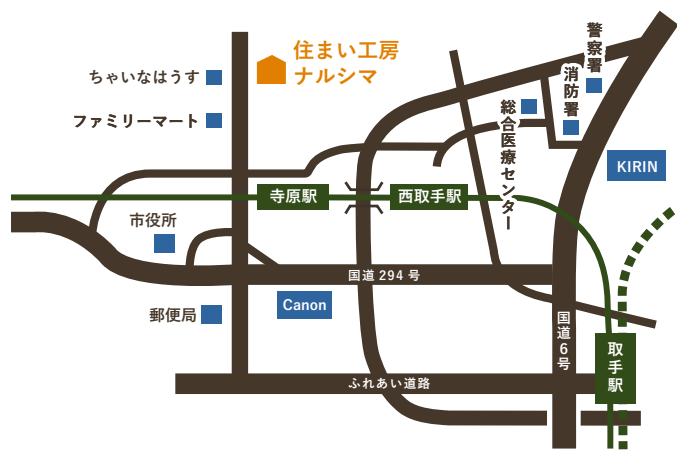 警察署
住まい工房
ナルシマ
消防署
ちゃいなはうす
総合医療センター
ファミリーマート
KIRIN
寺原駅
西取手駅
市役所
国道294号
Canon
郵便局
国道6号
取手駅
ふれあい道路